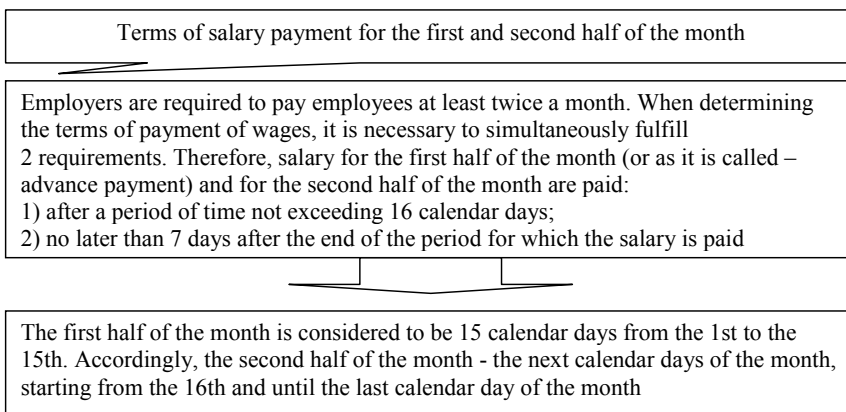 Terms of salary payment for the first and second half of the month
Employers are required to pay employees at least twice a month. When determining
the terms of payment of wages, it is necessary to simultaneously fulfill
2 requirements. Therefore, salary for the first half of the month (or as it is called –
advance payment) and for the second half of the month are paid:
1) after a period of time not exceeding 16 calendar days;
2) no later than 7 days after the end of the period for which the salary is paid
The first half of the month is considered to be 15 calendar days from the 1st to the
15th. Accordingly, the second half of the month - the next calendar days of the month,
starting from the 16th and until the last calendar day of the month